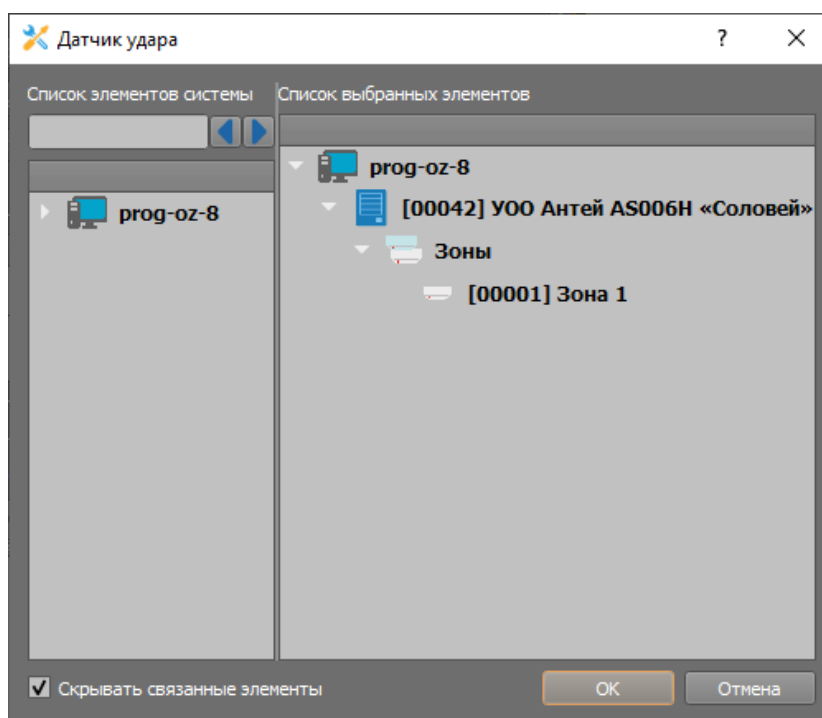 Датчик удара
?
Список элементов системы
Список выбранных элементов
prog-oz-8
prog-oz-8
[00042] УОО Антей AS006H «Соловей»
Зоны
[00001] Зона 1
Скрывать связанные элементы
OK
Отмена